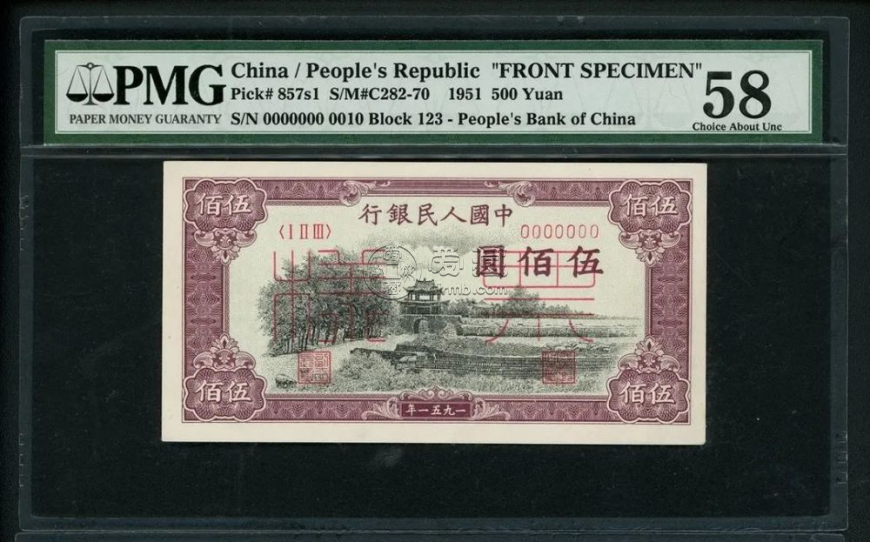 PMG
PAPER MONEY GUARANTY
China / People's Republic "FRONT SPECIMEN"
Pick# 857s1 S/M#C282-70 1951 500 Yuan
S/N 0000000 0010 Block 123 - People's Bank of China
58
Choice About Unc
佰伍
行銀民人國中
佰伍
〈I II III〉
0000000
圓佰伍
票樣
佰伍
年一五九一
佰伍